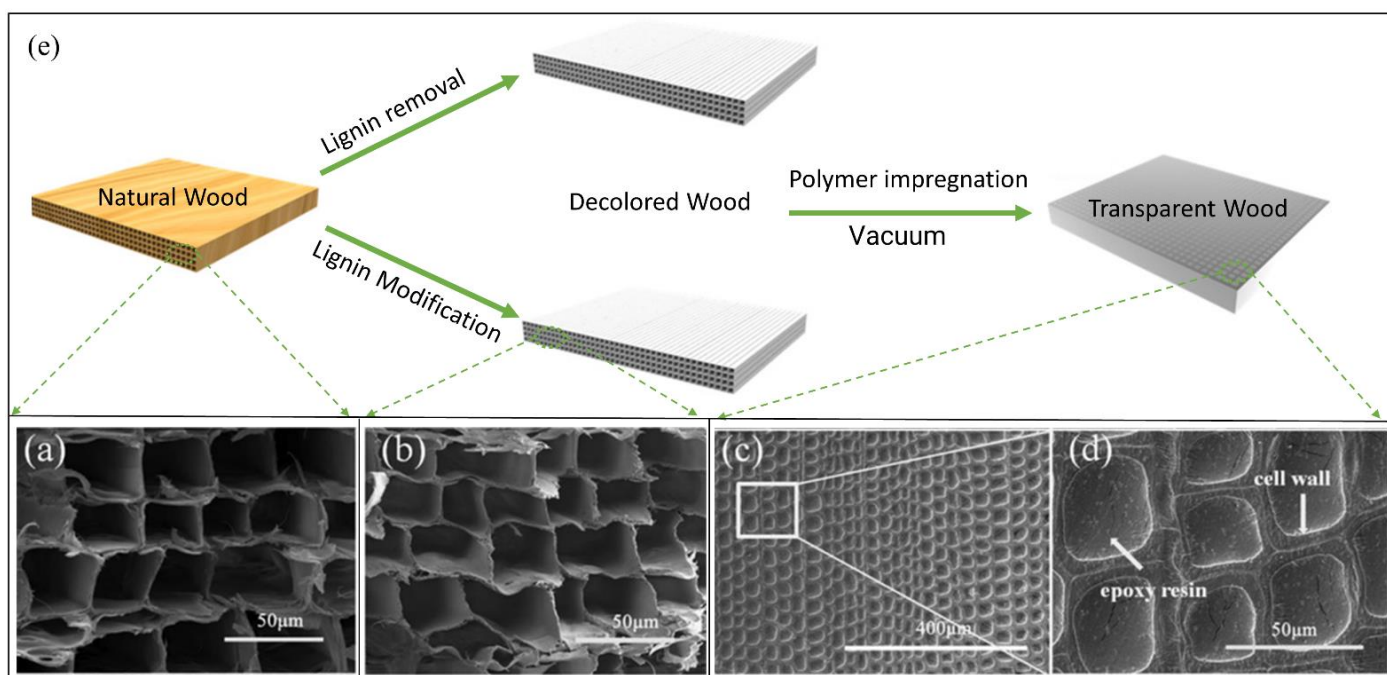 (e)
Lignin removal
Natural Wood
Decolored Wood
Polymer impregnation
Vacuum
Transparent Wood
Lignin Modification
(a)
50μm
(b)
50μm
(c)
400μm
(d)
cell wall
epoxy resin
50μm